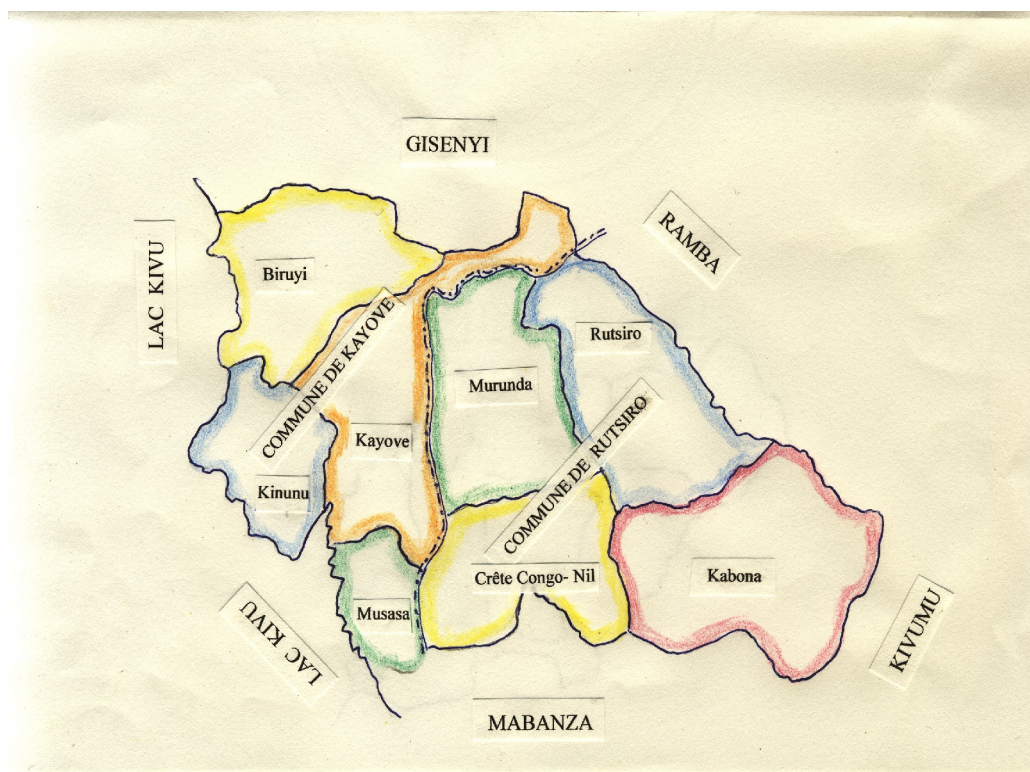 GISENYI
RAMBA
LAC KIVU
Biruyi
COMMUNE DE KAYOVE
Rutsiro
Murunda
Kayove
COMMUNE DE RUTSIRO
Kinunu
Crête Congo- Nil
Kabona
Musasa
LAC KIVU
KIVUMU
MABANZA